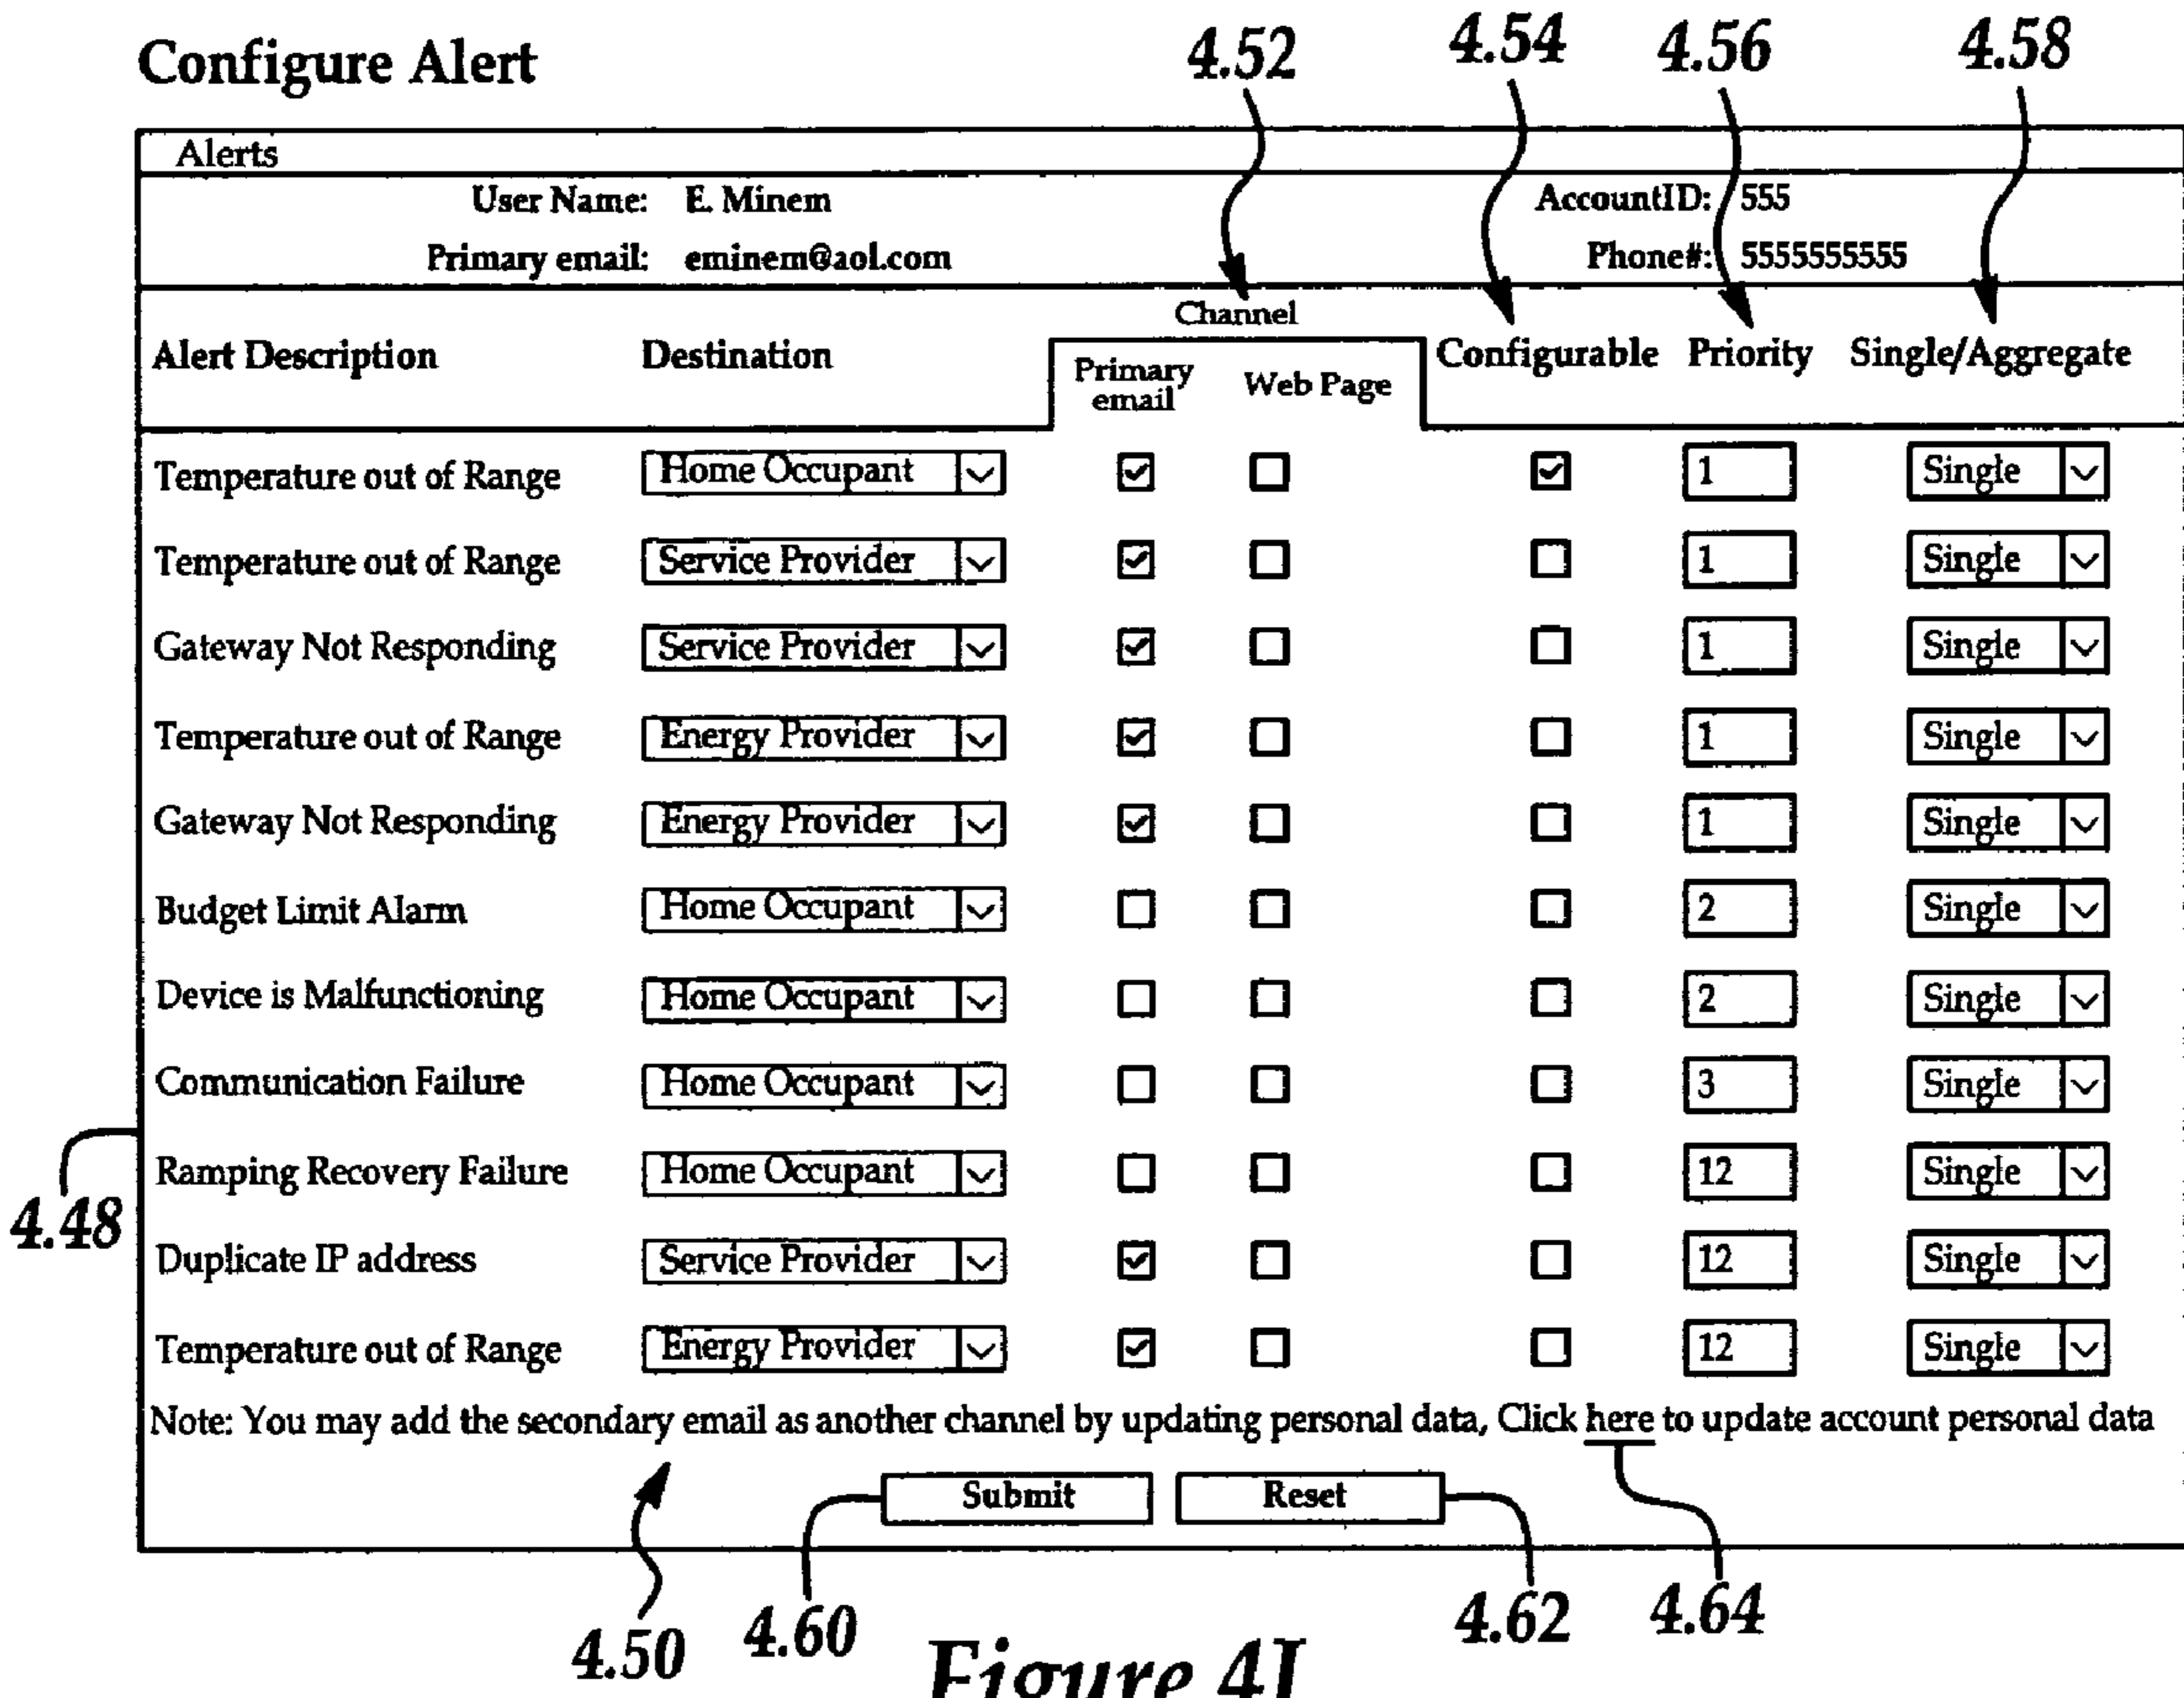 Configure Alert 4.52 4.54 4.56 4.58
Alerts
User Name: E. Minem AccountID: 555
Primary email: eminem@aol.com Phone#: 5555555555
Channel
Alert Description Destination Primary email Web Page Configurable Priority Single/Aggregate
Temperature out of Range Home Occupant 1 Single
Temperature out of Range Service Provider 1 Single
Gateway Not Responding Service Provider 1 Single
Temperature out of Range Energy Provider 1 Single
Gateway Not Responding Energy Provider 1 Single
Budget Limit Alarm Home Occupant 2 Single
Device is Malfunctioning Home Occupant 2 Single
Communication Failure Home Occupant 3 Single
Ramping Recovery Failure Home Occupant 12 Single
4.48
Duplicate IP address Service Provider 12 Single
Temperature out of Range Energy Provider 12 Single
Note: You may add the secondary email as another channel by updating personal data, Click here to update account personal data
Submit Reset
4.50 4.60 4.62 4.64
Figure